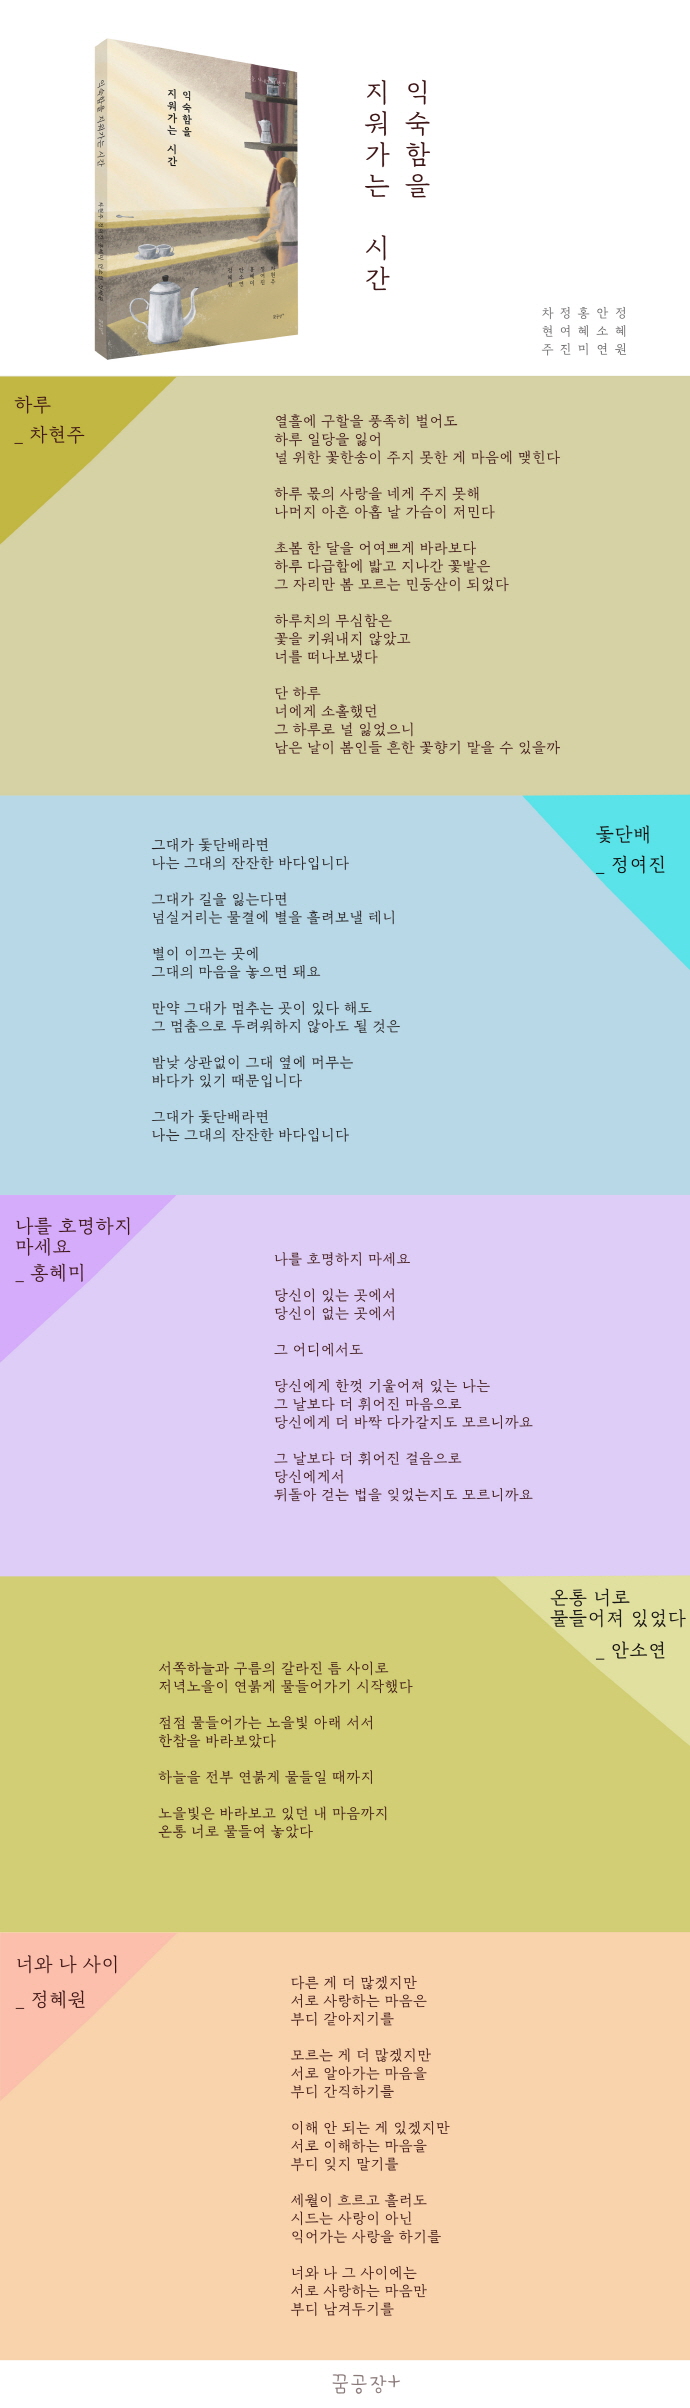 익숙함을
지워가는 시간
익숙함을 지워가는 시간
익숙함을
지워가는 시간
차현주
정여진
홍혜미
안소연
정혜원
차현주
정여진
홍혜미
안소연
정혜원
하루
_ 차현주
열흘에 구할을 풍족히 벌어도
하루 일당을 잃어
널 위한 꽃한송이 주지 못한 게 마음에 맺힌다
하루 몫의 사랑을 네게 주지 못해
나머지 아흔 아홉 날 가슴이 저민다
초봄 한 달을 어여쁘게 바라보다
하루 다급함에 밟고 지나간 꽃밭은
그 자리만 봄 모르는 민둥산이 되었다
하루치의 무심함은
꽃을 키워내지 않았고
너를 떠나보냈다
단 하루
너에게 소홀했던
그 하루로 널 잃었으니
남은 날이 봄인들 흔한 꽃향기 맡을 수 있을까
돛단배
_ 정여진
그대가 돛단배라면
나는 그대의 잔잔한 바다입니다
그대가 길을 잃는다면
넘실거리는 물결에 별을 흘려보낼 테니
별이 이끄는 곳에
그대의 마음을 놓으면 돼요
만약 그대가 멈추는 곳이 있다 해도
그 멈춤으로 두려워하지 않아도 될 것은
밤낮 상관없이 그대 옆에 머무는
바다가 있기 때문입니다
그대가 돛단배라면
나는 그대의 잔잔한 바다입니다
나를 호명하지
마세요
_ 홍혜미
나를 호명하지 마세요
당신이 있는 곳에서
당신이 없는 곳에서
그 어디에서도
당신에게 한껏 기울어져 있는 나는
그 날보다 더 휘어진 마음으로
당신에게 더 바짝 다가갈지도 모르니까요
그 날보다 더 휘어진 걸음으로
당신에게서
뒤돌아 걷는 법을 잊었는지도 모르니까요
온통 너로
물들어져 있었다
_ 안소연
서쪽하늘과 구름의 갈라진 틈 사이로
저녁노을이 연붉게 물들어가기 시작했다
점점 물들어가는 노을빛 아래 서서
한참을 바라보았다
하늘을 전부 연붉게 물들일 때까지
노을빛은 바라보고 있던 내 마음까지
온통 너로 물들여 놓았다
너와 나 사이
_ 정혜원
다른 게 더 많겠지만
서로 사랑하는 마음은
부디 같아지기를
모르는 게 더 많겠지만
서로 알아가는 마음을
부디 간직하기를
이해 안 되는 게 있겠지만
서로 이해하는 마음을
부디 잊지 말기를
세월이 흐르고 흘러도
시드는 사랑이 아닌
익어가는 사랑을 하기를
너와 나 그 사이에는
서로 사랑하는 마음만
부디 남겨두기를
꿈공장+